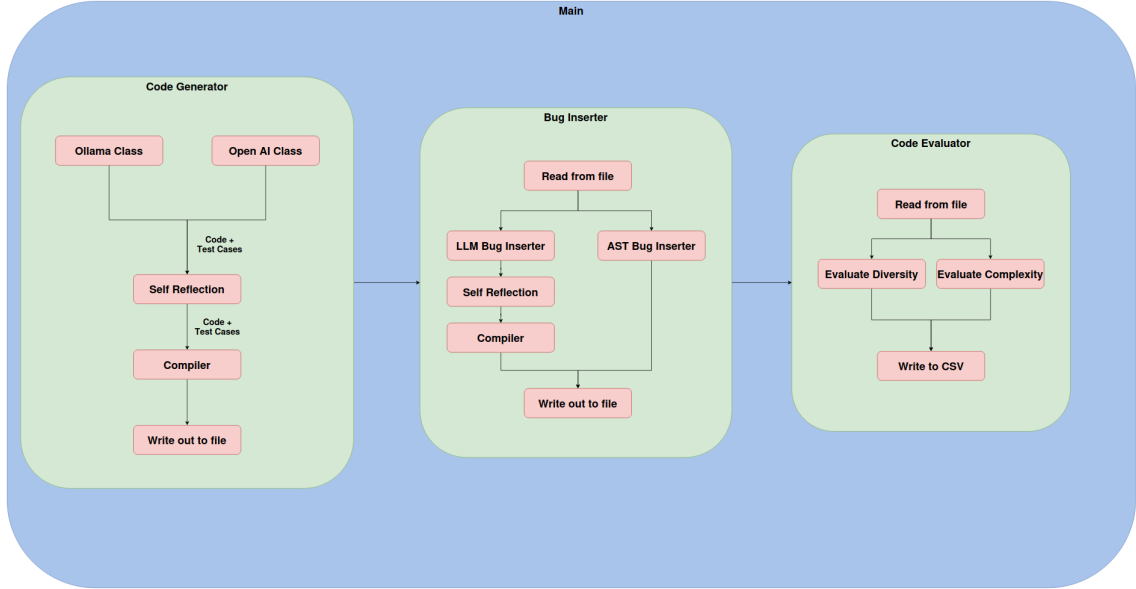 Main
Code Generator
Ollama Class
Open AI Class
Code +
Test Cases
Self Reflection
Code +
Test Cases
Compiler
Write out to file
Bug Inserter
Read from file
LLM Bug Inserter
AST Bug Inserter
Self Reflection
Compiler
Write out to file
Code Evaluator
Read from file
Evaluate Diversity
Evaluate Complexity
Write to CSV